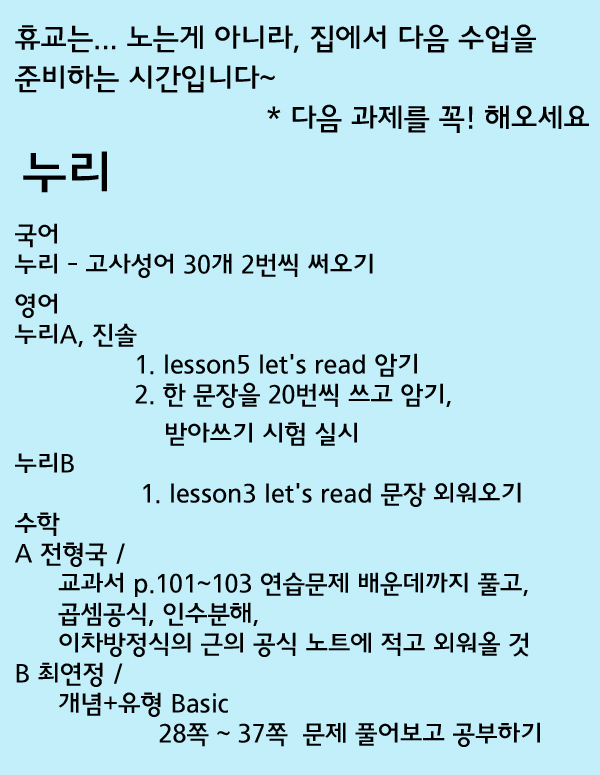 휴교는... 노는게 아니라, 집에서 다음 수업을
준비하는 시간입니다~
* 다음 과제를 꼭! 해오세요
누리
국어
누리 - 고사성어 30개 2번씩 써오기
영어
누리A, 진솔
1. lesson5 let's read 암기
2. 한 문장을 20번씩 쓰고 암기,
받아쓰기 시험 실시
누리B
1. lesson3 let's read 문장 외워오기
수학
A 전형국 /
교과서 p.101~103 연습문제 배운데까지 풀고,
곱셈공식, 인수분해,
이차방정식의 근의 공식 노트에 적고 외워올 것
B 최연정 /
개념+유형 Basic
28쪽 ~ 37쪽 문제 풀어보고 공부하기